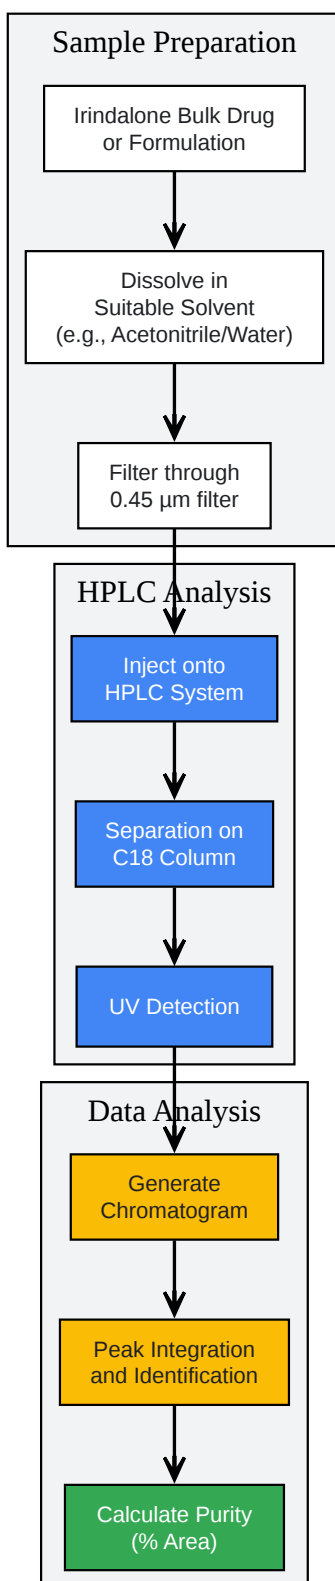 Sample Preparation
Irindalone Bulk Drug
or Formulation
Dissolve in
Suitable Solvent
(e.g., Acetonitrile/Water)
Filter through
0.45 µm filter
HPLC Analysis
Inject onto
HPLC System
Separation on
C18 Column
UV Detection
Data Analysis
Generate
Chromatogram
Peak Integration
and Identification
Calculate Purity
(% Area)